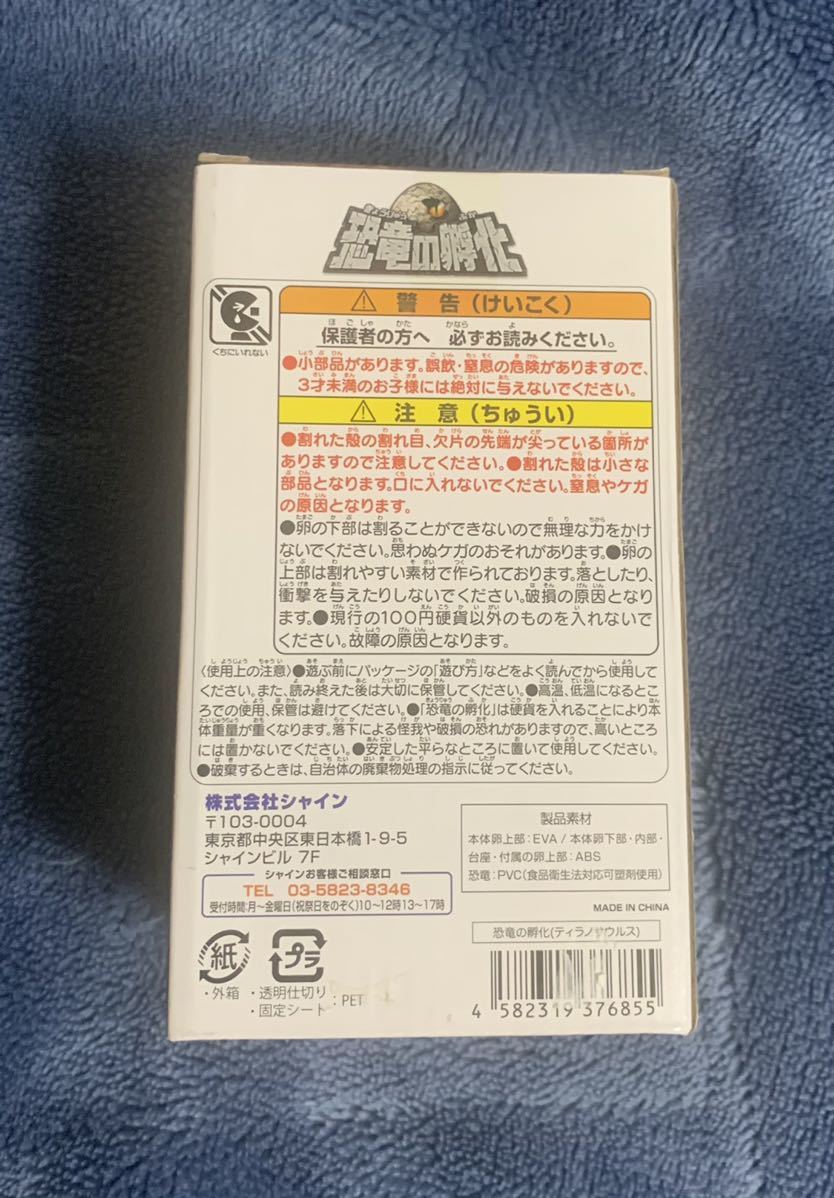 恐竜の孵化
くちにいれない
⚠ 警告(けいこく)
保護者の方へ 必ずお読みください。
●小部品があります。誤飲・窒息の危険がありますので、
3才未満のお子様には絶対に与えないでください。
⚠ 注意(ちゅうい)
●割れた殻の割れ目、欠片の先端が尖っている箇所が
ありますので注意してください。●割れた殻は小さな
部品となります。口に入れないでください。窒息やケガ
の原因となります。
●卵の下部は割ることができないので無理な力をかけ
ないでください。思わぬケガのおそれがあります。●卵の
上部は割れやすい素材で作られております。落としたり、
衝撃を与えたりしないでください。破損の原因となり
ます。●現行の100円硬貨以外のものを入れないで
ください。故障の原因となります。
〈使用上の注意〉●遊ぶ前にパッケージの「遊び方」などをよく読んでから使用して
ください。また、読み終えた後は大切に保管してください。●高温、低温になるとこ
ろでの使用、保管は避けてください。●「恐竜の孵化」は硬貨を入れることにより本
体重量が重くなります。落下による怪我や破損の恐れがありますので、高いところ
には置かないでください。●安定した平らなところに置いて使用してください。
●破棄するときは、自治体の廃棄物処理の指示に従ってください。
株式会社シャイン
〒103-0004
東京都中央区東日本橋1-9-5
シャインビル 7F
シャインお客様ご相談窓口
TEL 03-5823-8346
受付時間:月～金曜日(祝祭日をのぞく)10～12時13～17時
製品素材
本体卵上部:EVA / 本体卵下部・内部・
台座・付属の卵上部:ABS
恐竜:PVC(食品衛生法対応可塑剤使用)
MADE IN CHINA
恐竜の孵化(ティラノサウルス)
4 582319 376855
紙
・外箱
プラ
・透明仕切り
・固定シート
:PET